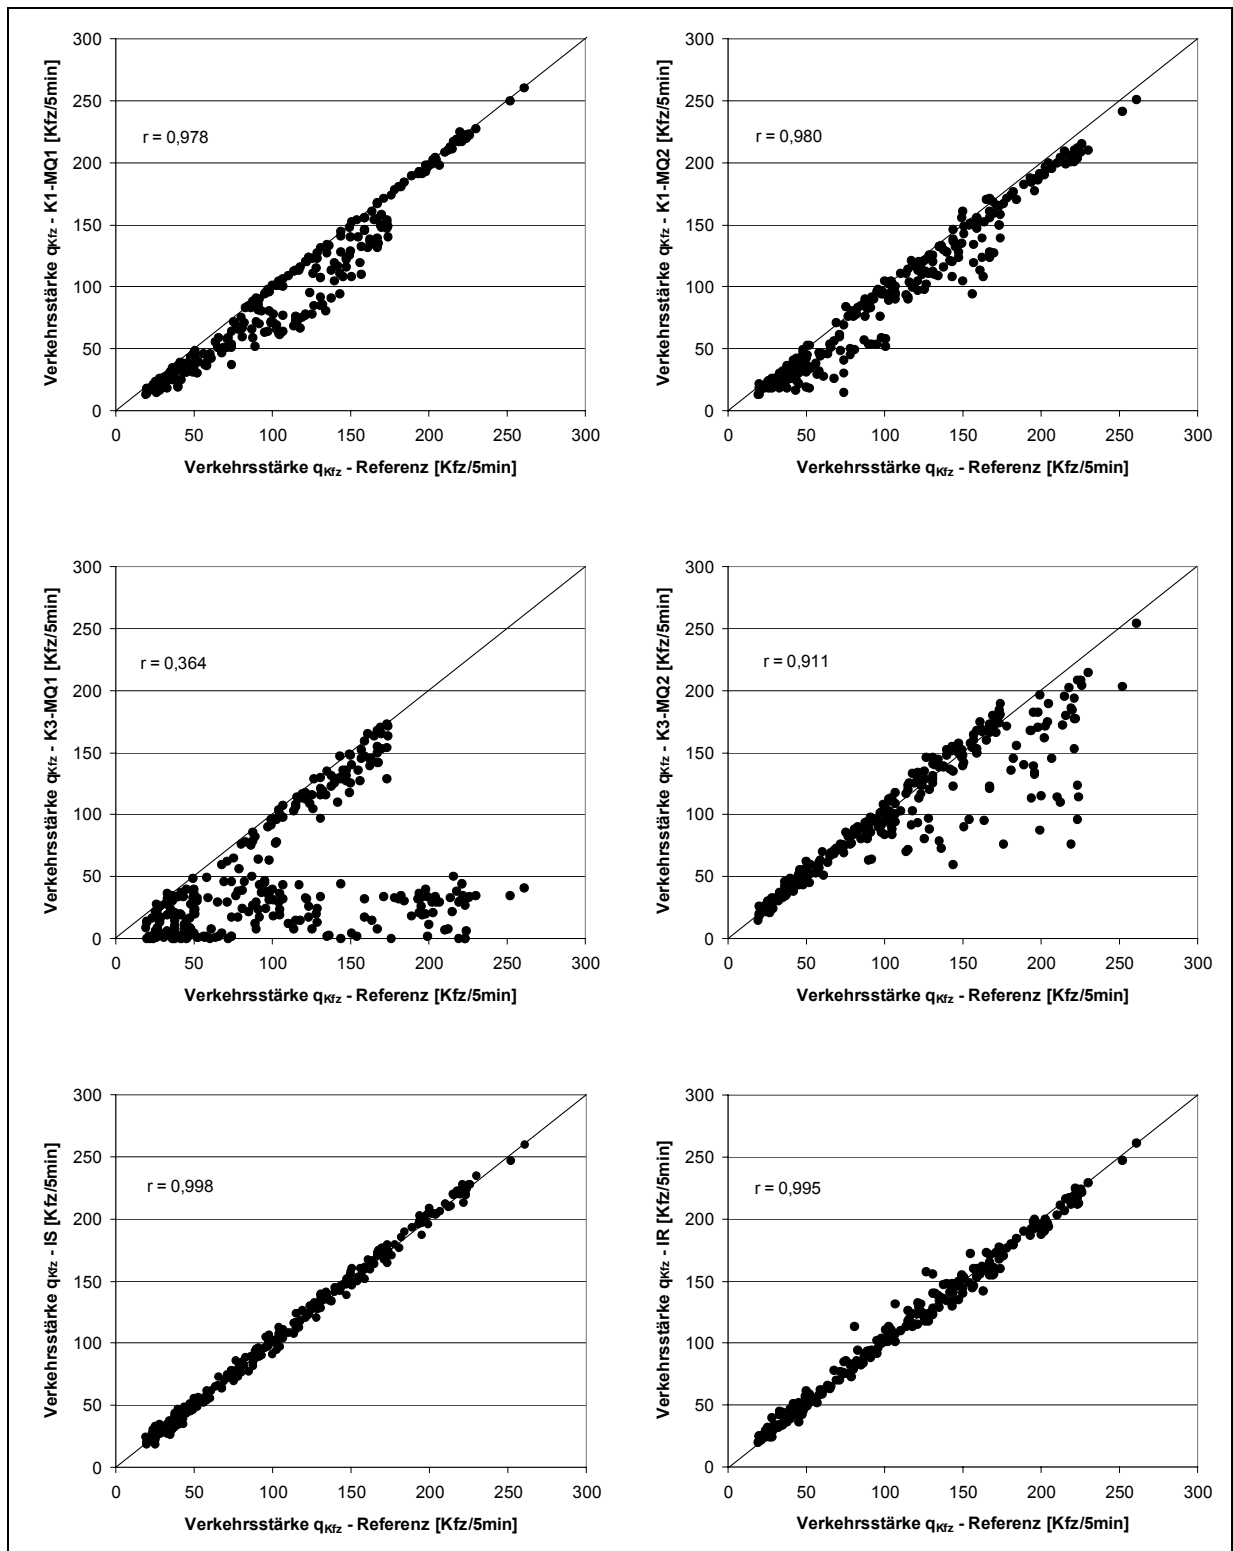 Verkehrsstärke qKfz - K1-MQ1 [Kfz/5min]
300
250
200
150
100
50
0
r = 0,978
0 50 100 150 200 250 300
Verkehrsstärke qKfz - Referenz [Kfz/5min]
Verkehrsstärke qKfz - K1-MQ2 [Kfz/5min]
300
250
200
150
100
50
0
r = 0,980
0 50 100 150 200 250 300
Verkehrsstärke qKfz - Referenz [Kfz/5min]
Verkehrsstärke qKfz - K3-MQ1 [Kfz/5min]
300
250
200
150
100
50
0
r = 0,364
0 50 100 150 200 250 300
Verkehrsstärke qKfz - Referenz [Kfz/5min]
Verkehrsstärke qKfz - K3-MQ2 [Kfz/5min]
300
250
200
150
100
50
0
r = 0,911
0 50 100 150 200 250 300
Verkehrsstärke qKfz - Referenz [Kfz/5min]
Verkehrsstärke qKfz - IS [Kfz/5min]
300
250
200
150
100
50
0
r = 0,998
0 50 100 150 200 250 300
Verkehrsstärke qKfz - Referenz [Kfz/5min]
Verkehrsstärke qKfz - IR [Kfz/5min]
300
250
200
150
100
50
0
r = 0,995
0 50 100 150 200 250 300
Verkehrsstärke qKfz - Referenz [Kfz/5min]